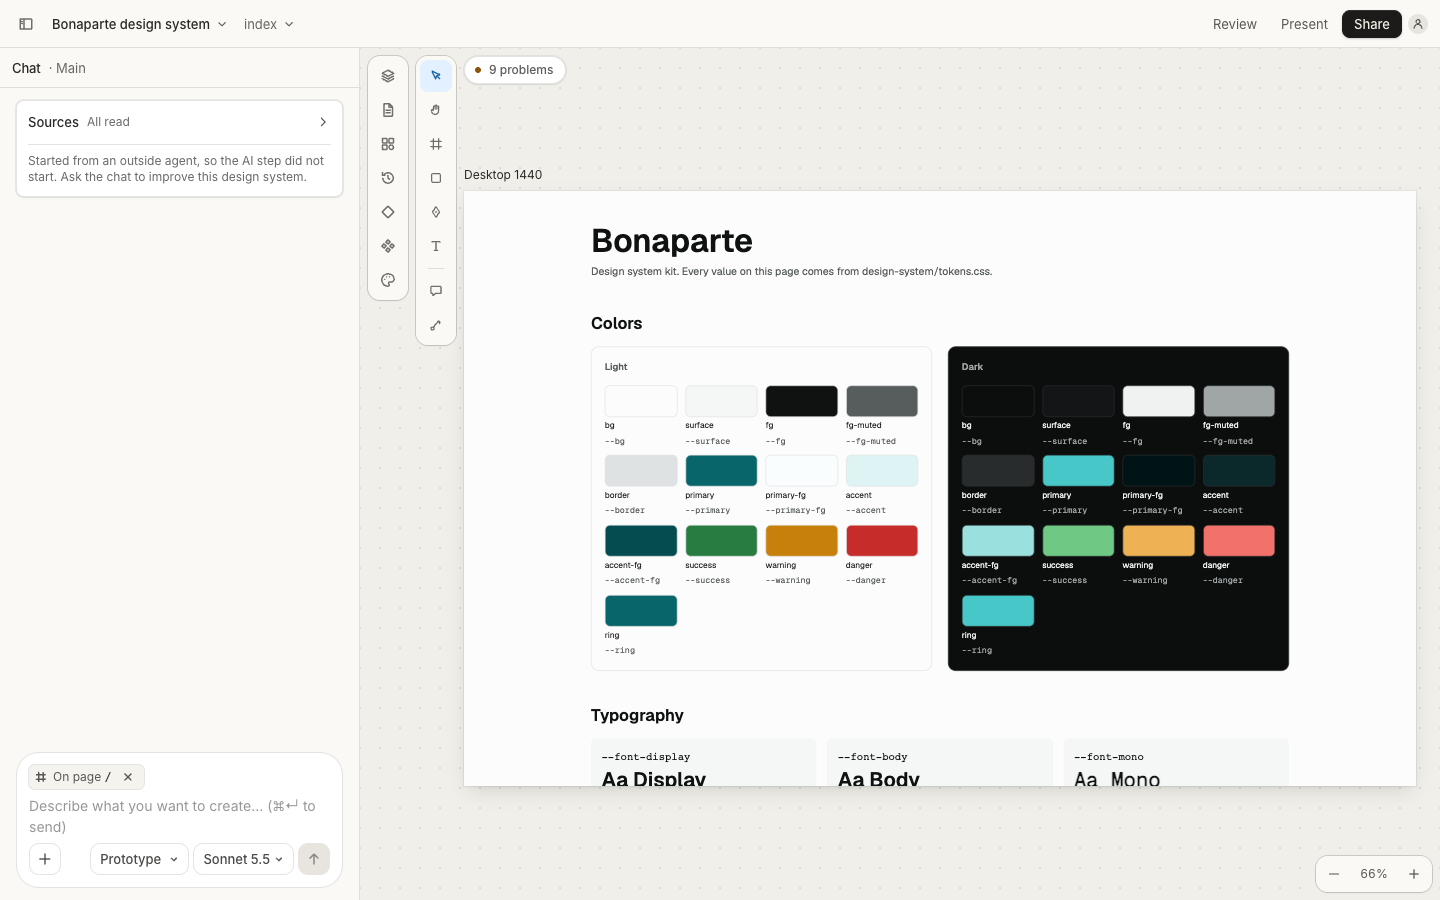 Bonaparte design system
index
Review
Present
Share
Chat · Main
Sources All read
Started from an outside agent, so the AI step did not
start. Ask the chat to improve this design system.
9 problems
Desktop 1440
Bonaparte
Design system kit. Every value on this page comes from design-system/tokens.css.
Colors
Light
bg surface fg fg-muted
--bg --surface --fg --fg-muted
border primary primary-fg accent
--border --primary --primary-fg --accent
accent-fg success warning danger
--accent-fg --success --warning --danger
ring
--ring
Dark
bg surface fg fg-muted
--bg --surface --fg --fg-muted
border primary primary-fg accent
--border --primary --primary-fg --accent
accent-fg success warning danger
--accent-fg --success --warning --danger
ring
--ring
Typography
--font-display
Aa Display
--font-body
Aa Body
--font-mono
Aa Mono
On page /
Describe what you want to create... (⌘↵ to
send)
Prototype
Sonnet 5.5
66%